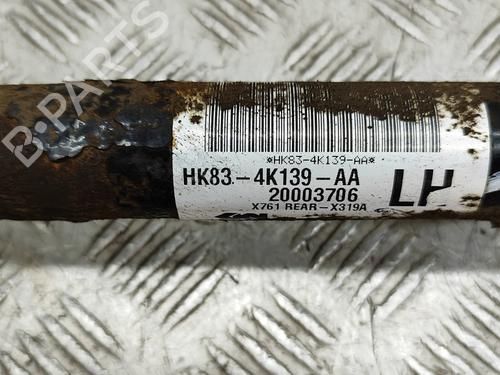 B-PARTS
*HK83-4K139-AA*
HK83-4K139-AA
LH
20003706
X761 REAR-X319A